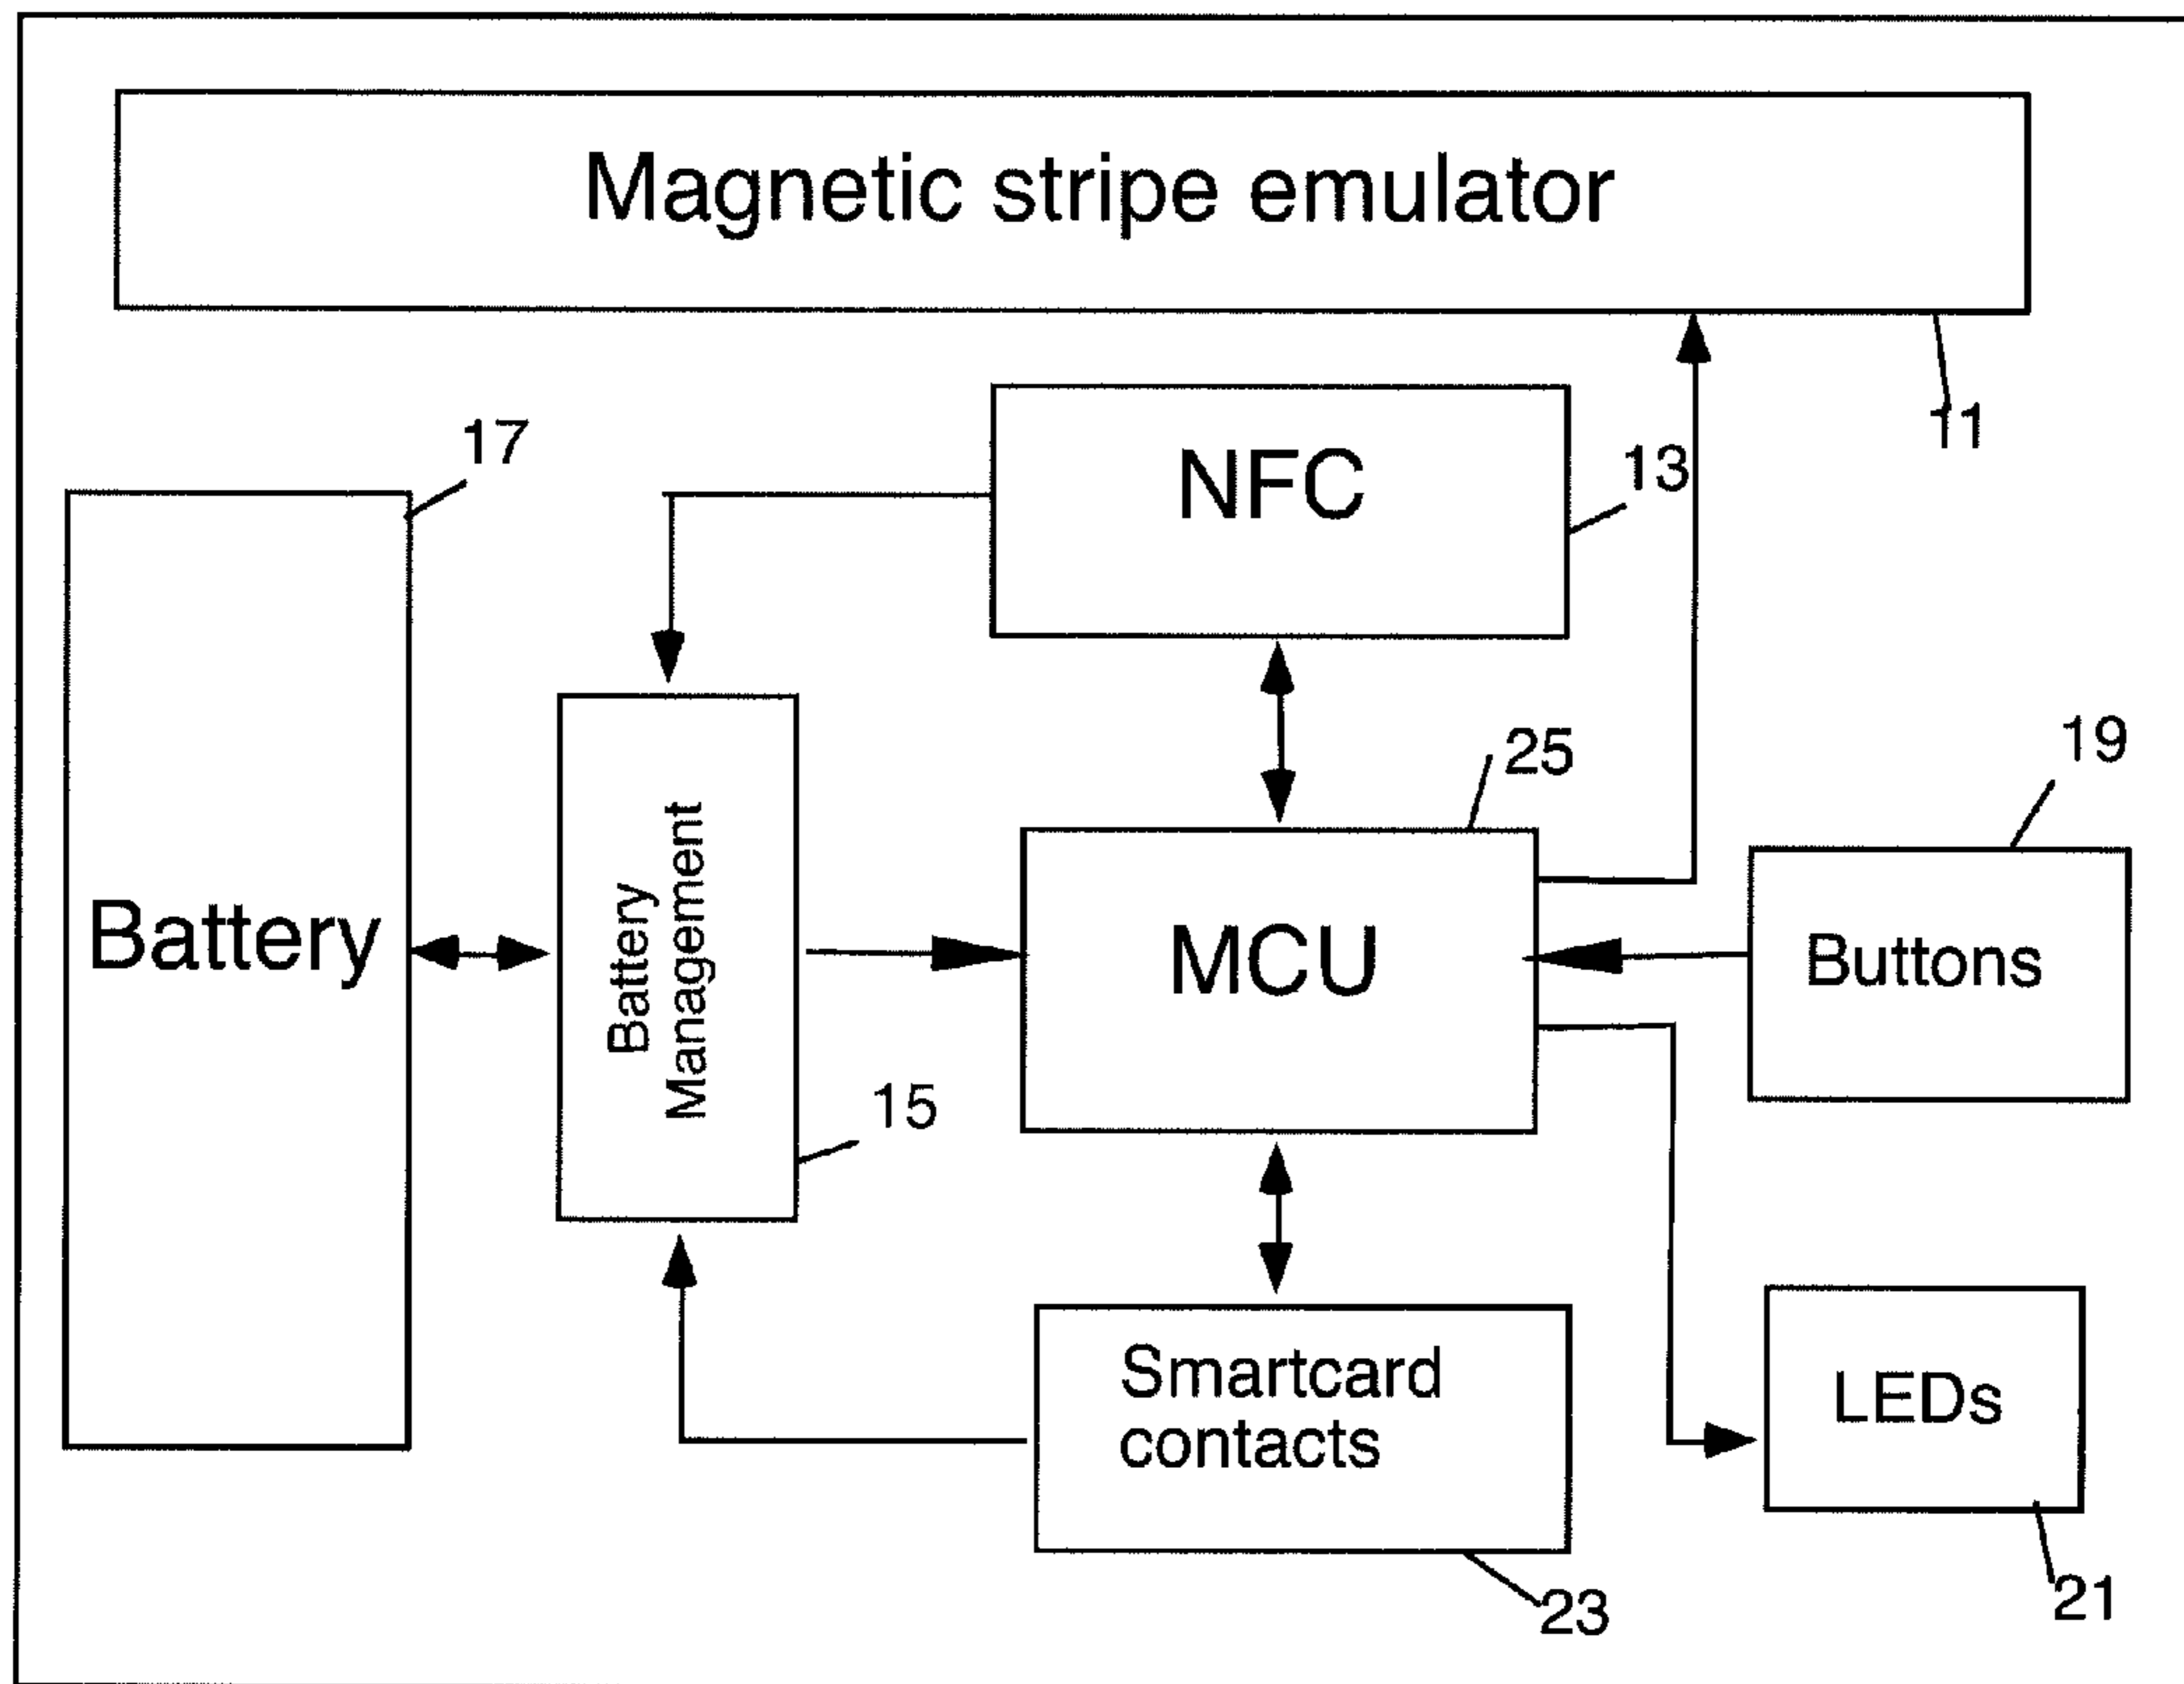 Magnetic stripe emulator
11
17
NFC
13
25
19
Battery
Battery
Management
15
MCU
Buttons
Smartcard
contacts
23
LEDs
21